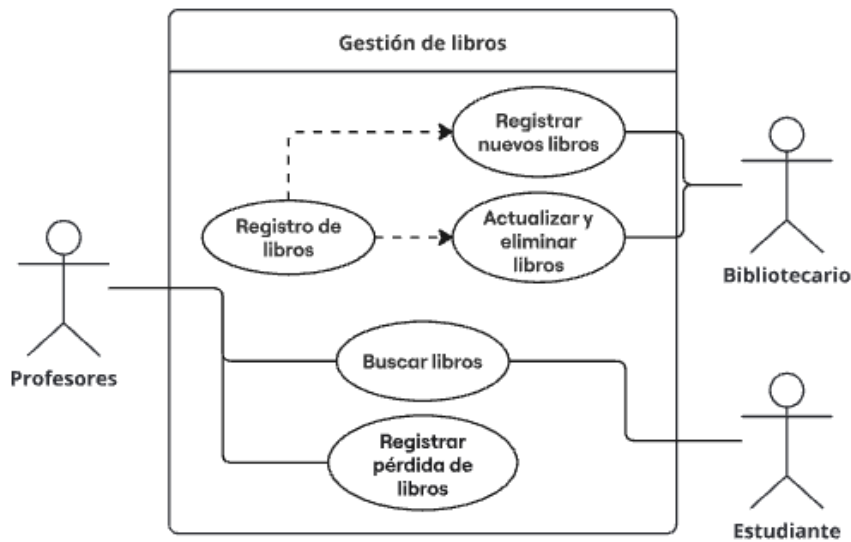 Gestión de libros
Registrar
nuevos libros
Registro de
libros
Actualizar y
eliminar
libros
Bibliotecario
Profesores
Buscar libros
Registrar
pérdida de
libros
Estudiante